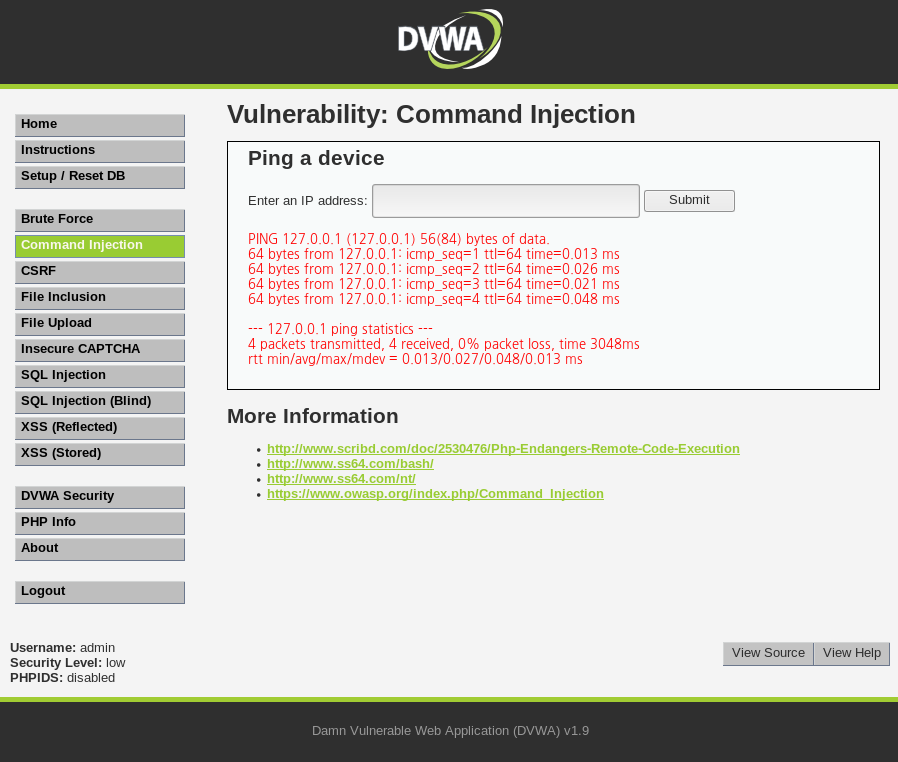 DVWA
Home
Instructions
Setup / Reset DB
Brute Force
Command Injection
CSRF
File Inclusion
File Upload
Insecure CAPTCHA
SQL Injection
SQL Injection (Blind)
XSS (Reflected)
XSS (Stored)
DVWA Security
PHP Info
About
Logout
Vulnerability: Command Injection
Ping a device
Enter an IP address: Submit
PING 127.0.0.1 (127.0.0.1) 56(84) bytes of data.
64 bytes from 127.0.0.1: icmp_seq=1 ttl=64 time=0.013 ms
64 bytes from 127.0.0.1: icmp_seq=2 ttl=64 time=0.026 ms
64 bytes from 127.0.0.1: icmp_seq=3 ttl=64 time=0.021 ms
64 bytes from 127.0.0.1: icmp_seq=4 ttl=64 time=0.048 ms
--- 127.0.0.1 ping statistics ---
4 packets transmitted, 4 received, 0% packet loss, time 3048ms
rtt min/avg/max/mdev = 0.013/0.027/0.048/0.013 ms
More Information
• http://www.scribd.com/doc/2530476/Php-Endangers-Remote-Code-Execution
• http://www.ss64.com/bash/
• http://www.ss64.com/nt/
• https://www.owasp.org/index.php/Command_Injection
Username: admin
Security Level: low
PHPIDS: disabled
View Source View Help
Damn Vulnerable Web Application (DVWA) v1.9